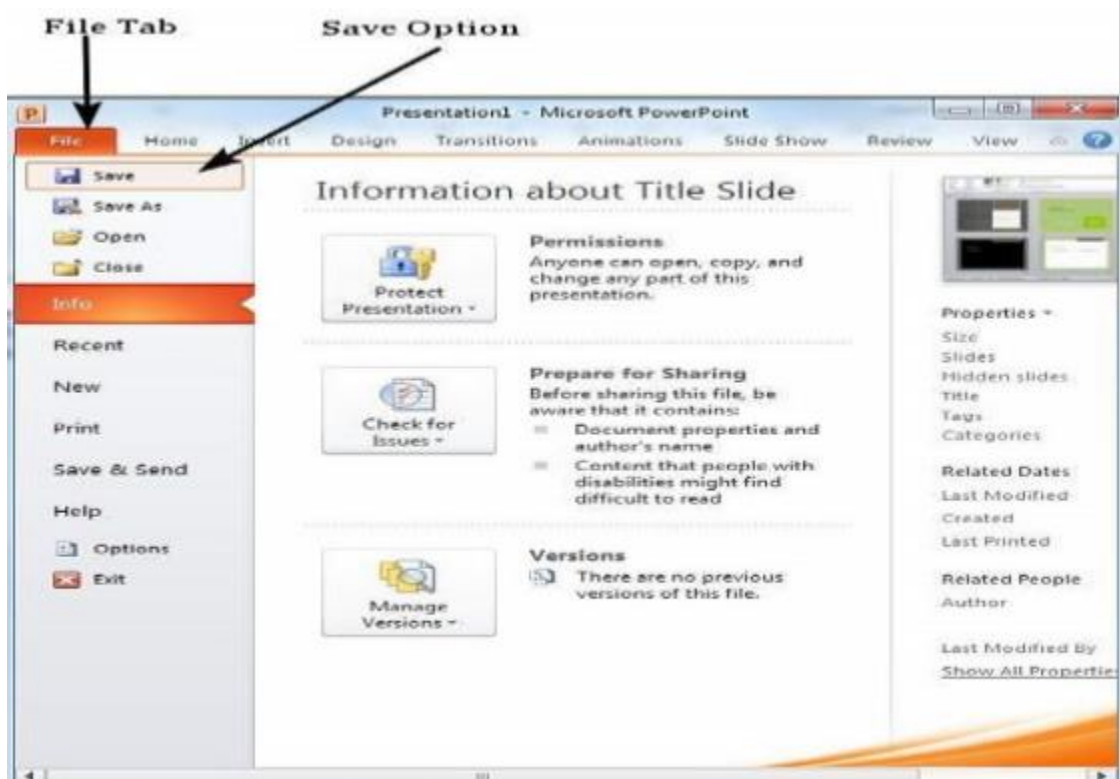 File Tab Save Option
Presentation1 - Microsoft PowerPoint
File Home Insert Design Transitions Animations Slide Show Review View
Save
Save As
Open
Close
Info
Recent
New
Print
Save & Send
Help
Options
Exit
Information about Title Slide
Protect
Presentation
Permissions
Anyone can open, copy, and
change any part of this
presentation.
Check for
Issues
Prepare for Sharing
Before sharing this file, be
aware that it contains:
Document properties and
author's name
Content that people with
disabilities might find
difficult to read
Manage
Versions
Versions
There are no previous
versions of this file.
Properties
Size
Slides
Hidden slides
Title
Tags
Categories
Related Dates
Last Modified
Created
Last Printed
Related People
Author
Last Modified By
Show All Propertie